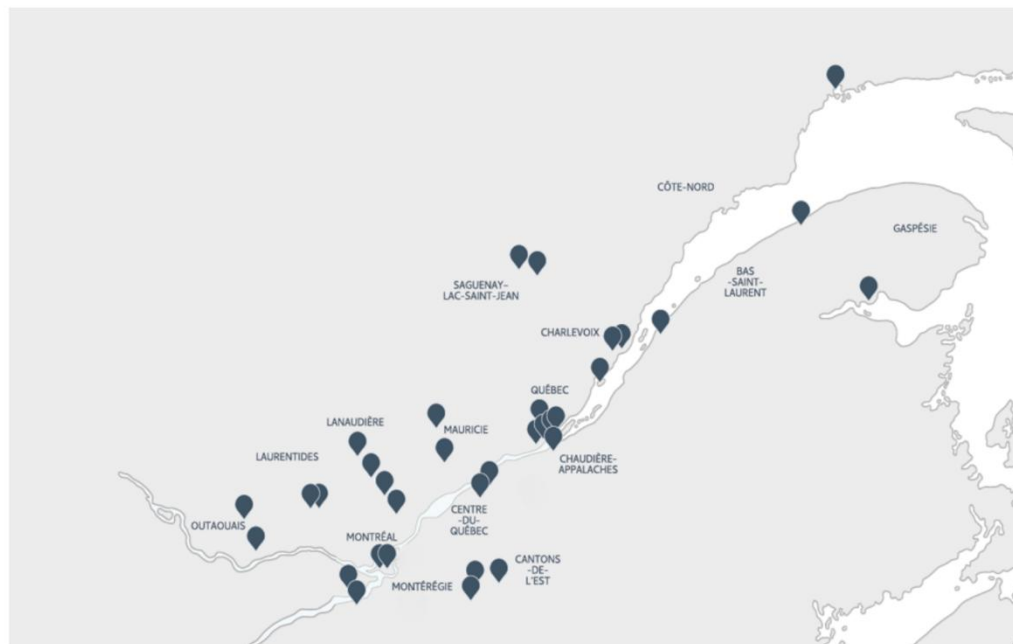 CÔTE-NORD
GASPÉSIE
BAS
-SAINT-
LAURENT
SAGUENAY-
LAC-SAINT-JEAN
CHARLEVOIX
QUÉBEC
LANAUDIÈRE
MAURICIE
LAURENTIDES
CHAUDIÈRE-
APPALACHES
OUTAOUAIS
CENTRE
-DU-
QUÉBEC
MONTRÉAL
MONTÉRÉGIE
CANTONS
-DE-
L'EST